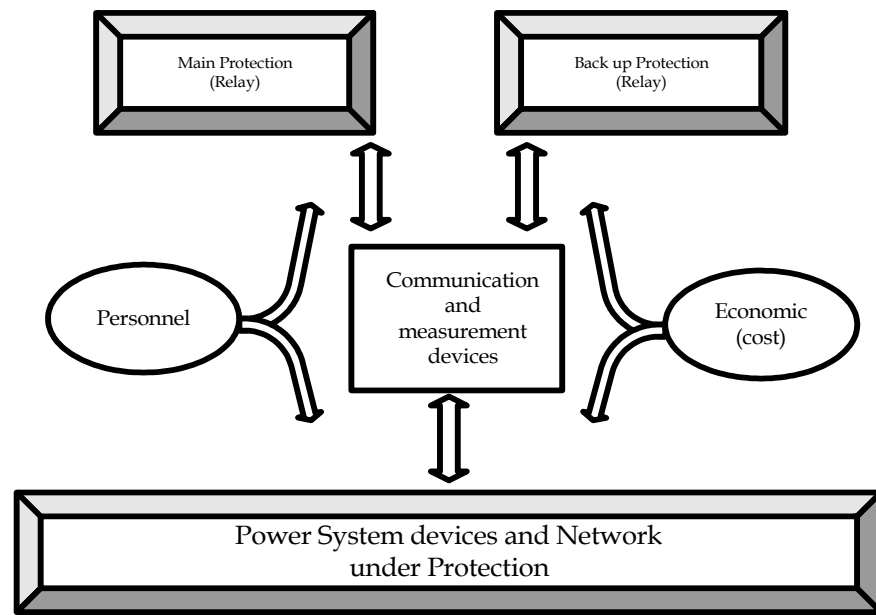 Main Protection
(Relay)
Back up Protection
(Relay)
Communication
and
measurement
devices
Personnel
Economic
(cost)
Power System devices and Network
under Protection